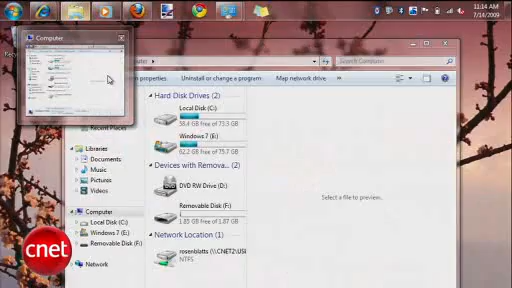 11:14 AM
7/14/2009
Computer
Search Computer
properties
Uninstall or change a program
Map network drive
»
Recent Places
Libraries
Documents
Music
Pictures
Videos
Computer
Local Disk (C:)
Windows 7 (E:)
Removable Disk (F:)
Network
Hard Disk Drives (2)
Local Disk (C:)
58.4 GB free of 73.3 GB
Windows 7 (E:)
62.2 GB free of 75.7 GB
Devices with Remova... (2)
DVD RW Drive (D:)
Removable Disk (F:)
1.85 GB free of 1.87 GB
Network Location (1)
rosenblatts (\\CNET2\USI
NTFS
Select a file to preview.
cnet